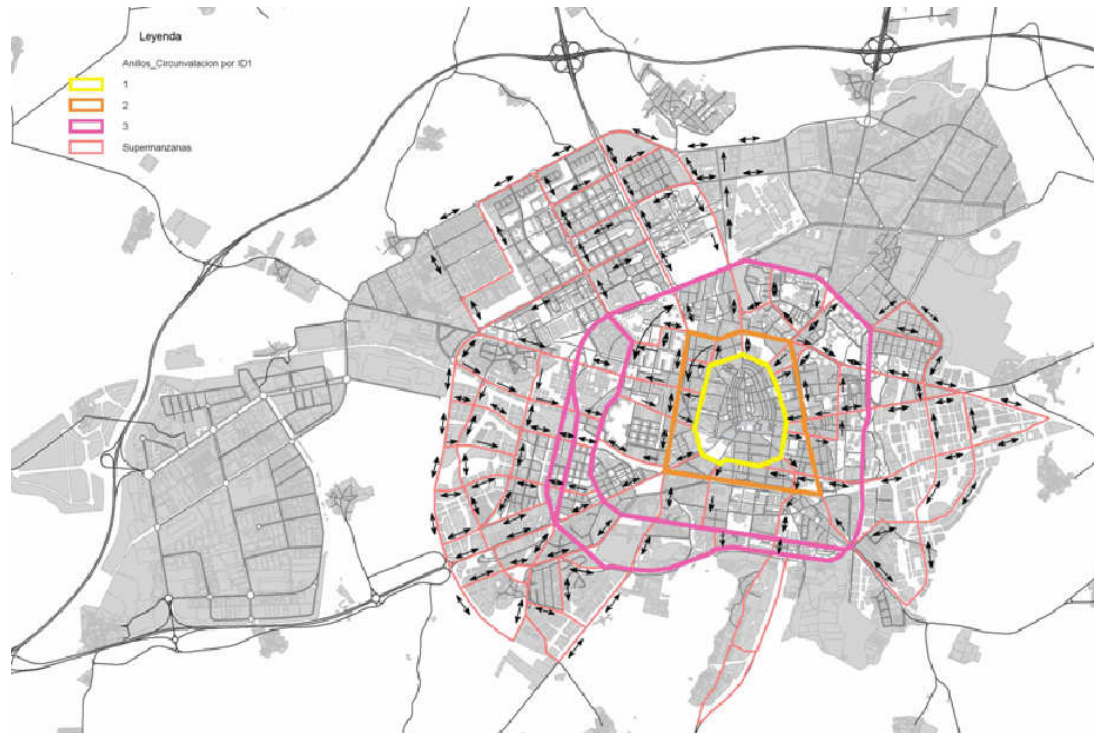 Leyenda
Anillos_Circunvalacion por ID1
1
2
3
Supermanzanas